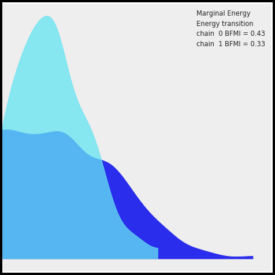 Marginal Energy
Energy transition
chain  0 BFMI = 0.43
chain  1 BFMI = 0.33